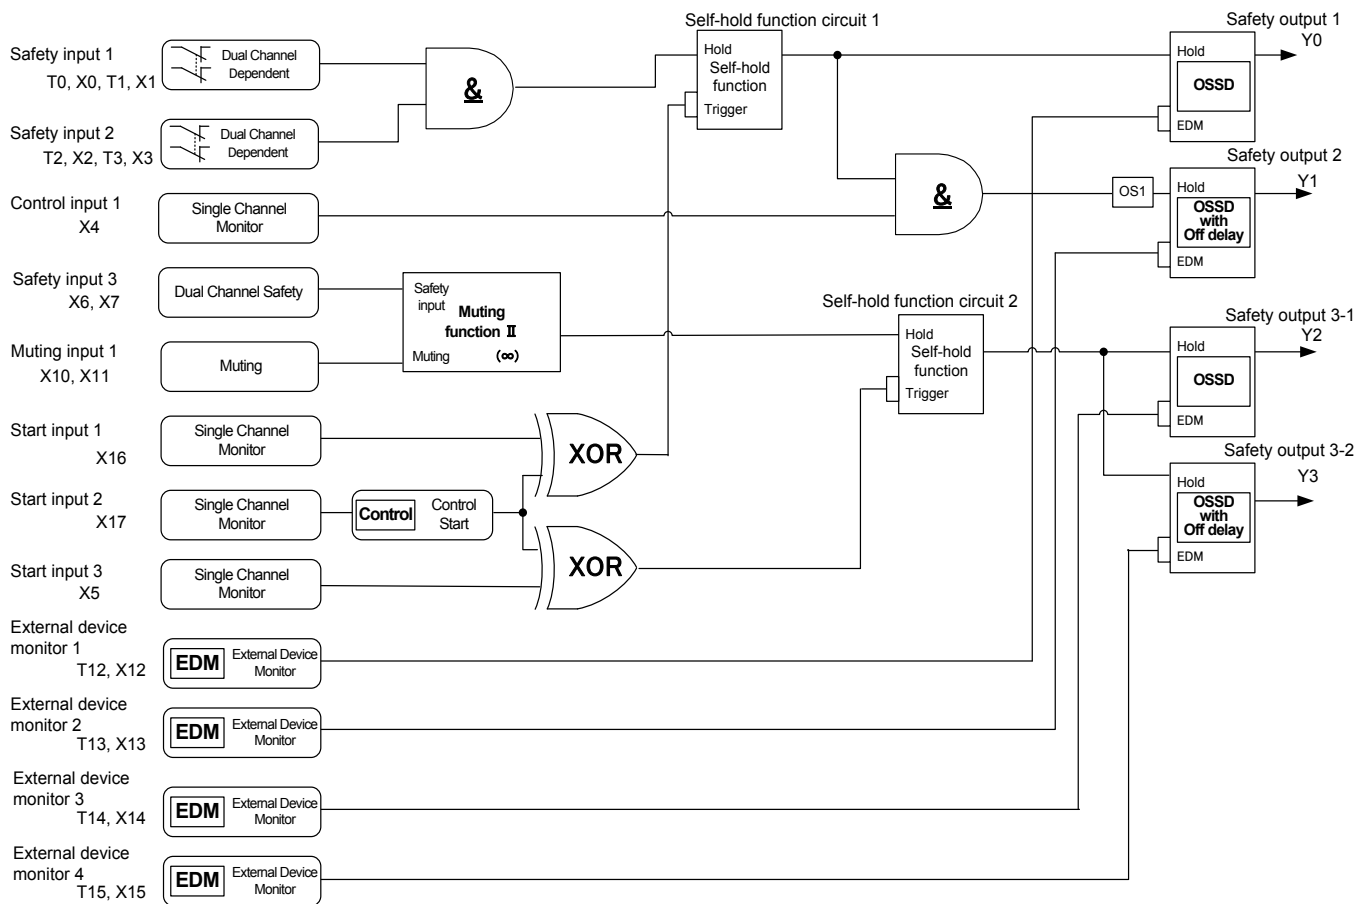 Self-hold function circuit 1
Safety output 1
Y0
Safety input 1
T0, X0, T1, X1
Dual Channel
Dependent
&
Hold
Self-hold
function
Trigger
Hold
OSSD
EDM
Safety input 2
T2, X2, T3, X3
Dual Channel
Dependent
Safety output 2
Y1
Control input 1
X4
Single Channel
Monitor
&
OS1
Hold
OSSD
with
Off delay
EDM
Safety input 3
X6, X7
Dual Channel Safety
Safety
input
Muting
function Ⅱ
Muting
(∞)
Self-hold function circuit 2
Hold
Self-hold
function
Trigger
Safety output 3-1
Y2
Hold
OSSD
EDM
Muting input 1
X10, X11
Muting
Start input 1
X16
Single Channel
Monitor
XOR
Safety output 3-2
Y3
Hold
OSSD
with
Off delay
EDM
Start input 2
X17
Single Channel
Monitor
Control
Control
Start
Start input 3
X5
Single Channel
Monitor
XOR
External device
monitor 1
T12, X12
EDM
External Device
Monitor
External device
monitor 2
T13, X13
EDM
External Device
Monitor
External device
monitor 3
T14, X14
EDM
External Device
Monitor
External device
monitor 4
T15, X15
EDM
External Device
Monitor